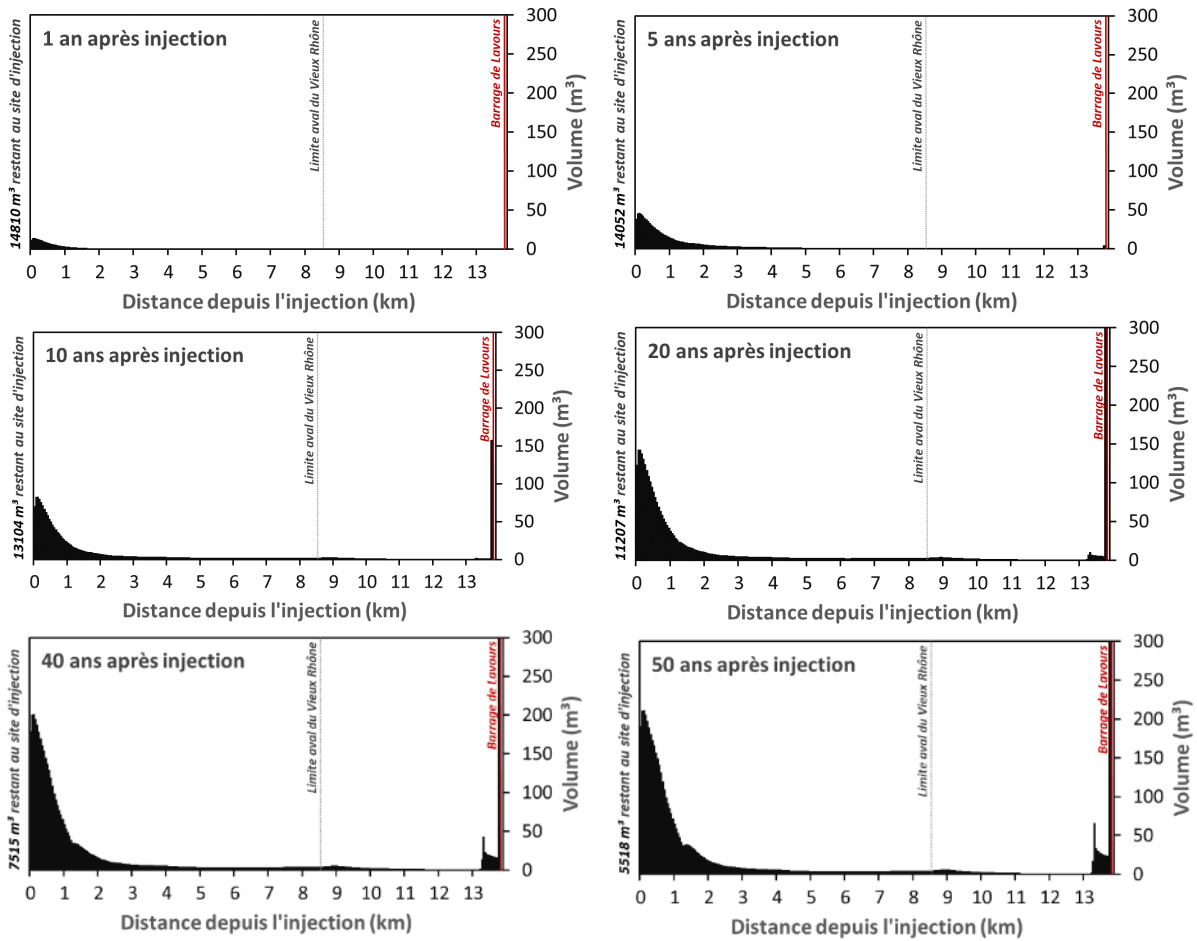 1 an après injection
14810 m³ restant au site d'injection
Limite aval du Vieux Rhône
Barrage de Lavours
300
250
200
150
100
50
0
Volume (m³)
0 1 2 3 4 5 6 7 8 9 10 11 12 13
Distance depuis l'injection (km)
5 ans après injection
14052 m³ restant au site d'injection
Limite aval du Vieux Rhône
Barrage de Lavours
300
250
200
150
100
50
0
Volume (m³)
0 1 2 3 4 5 6 7 8 9 10 11 12 13
Distance depuis l'injection (km)
10 ans après injection
13104 m³ restant au site d'injection
Limite aval du Vieux Rhône
Barrage de Lavours
300
250
200
150
100
50
0
Volume (m³)
0 1 2 3 4 5 6 7 8 9 10 11 12 13
Distance depuis l'injection (km)
20 ans après injection
11207 m³ restant au site d'injection
Limite aval du Vieux Rhône
Barrage de Lavours
300
250
200
150
100
50
0
Volume (m³)
0 1 2 3 4 5 6 7 8 9 10 11 12 13
Distance depuis l'injection (km)
40 ans après injection
7515 m³ restant au site d'injection
Limite aval du Vieux Rhône
Barrage de Lavours
300
250
200
150
100
50
0
Volume (m³)
0 1 2 3 4 5 6 7 8 9 10 11 12 13
Distance depuis l'injection (km)
50 ans après injection
5518 m³ restant au site d'injection
Limite aval du Vieux Rhône
Barrage de Lavours
300
250
200
150
100
50
0
Volume (m³)
0 1 2 3 4 5 6 7 8 9 10 11 12 13
Distance depuis l'injection (km)